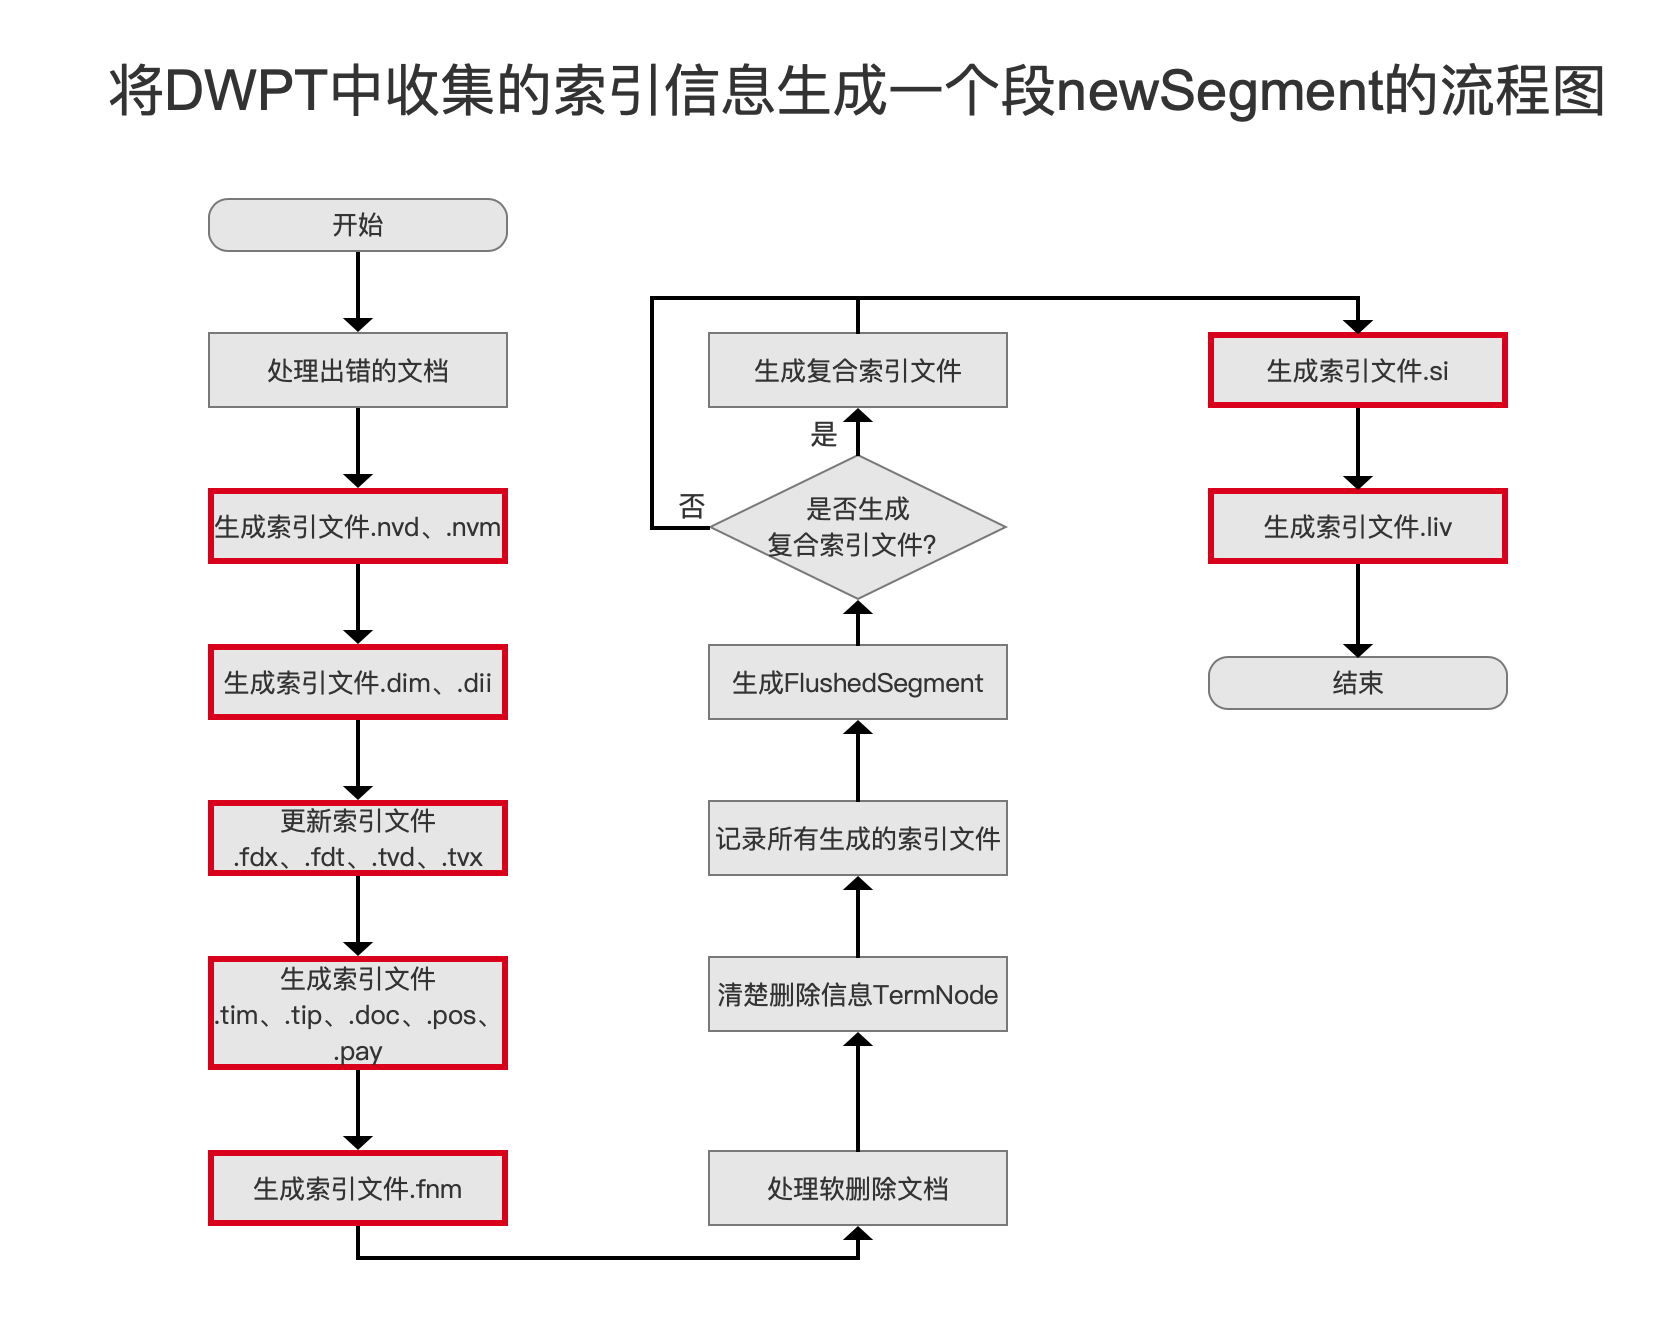 将DWPT中收集的索引信息生成一个段newSegment的流程图
开始
处理出错的文档
生成索引文件.nvd、.nvm
生成索引文件.dim、.dii
更新索引文件
.fdx、.fdt、.tvd、.tvx
生成索引文件
.tim、.tip、.doc、.pos、
.pay
生成索引文件.fnm
处理软删除文档
清楚删除信息TermNode
记录所有生成的索引文件
生成FlushedSegment
是否生成
复合索引文件?
否
是
生成复合索引文件
生成索引文件.si
生成索引文件.liv
结束